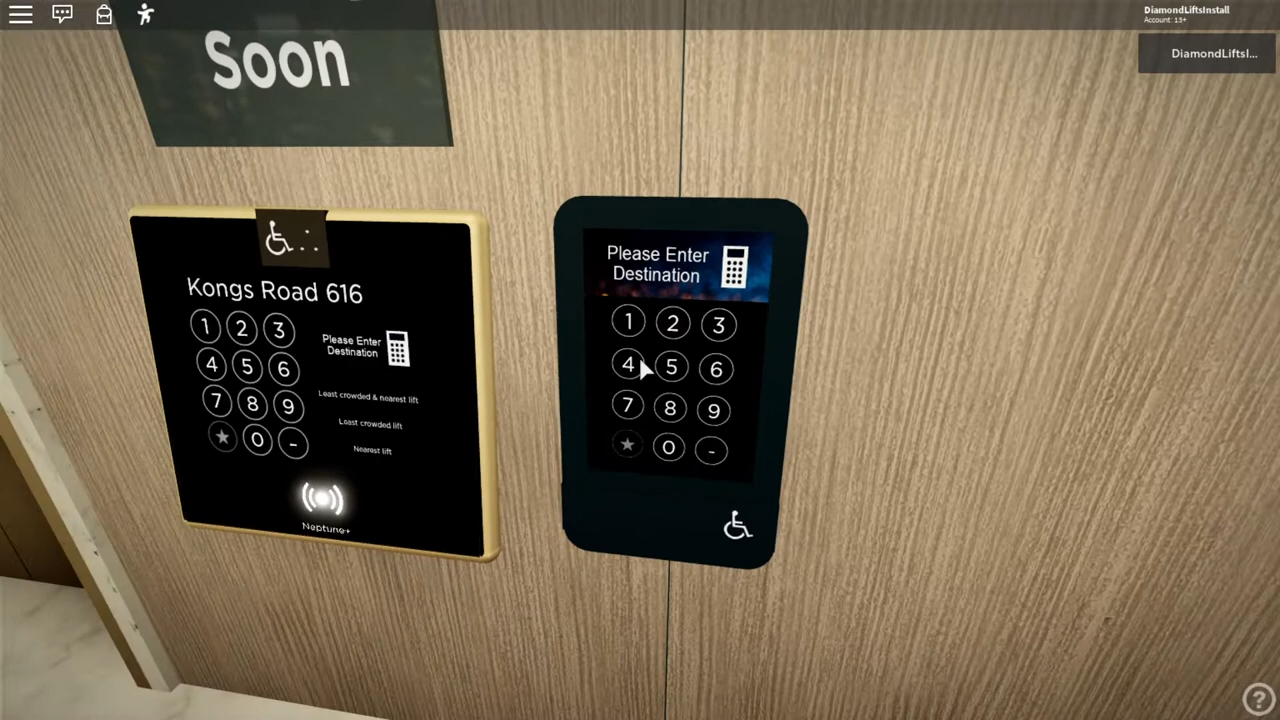 DiamondLiftsInstall
Account: 13+
DiamondLiftsI...
Soon
Kongs Road 616
1 2 3
4 5 6
7 8 9
★ 0 -
Please Enter
Destination
Least crowded & nearest lift
Least crowded lift
Nearest lift
Neptune+
Please Enter
Destination
1 2 3
4 5 6
7 8 9
★ 0 -
?